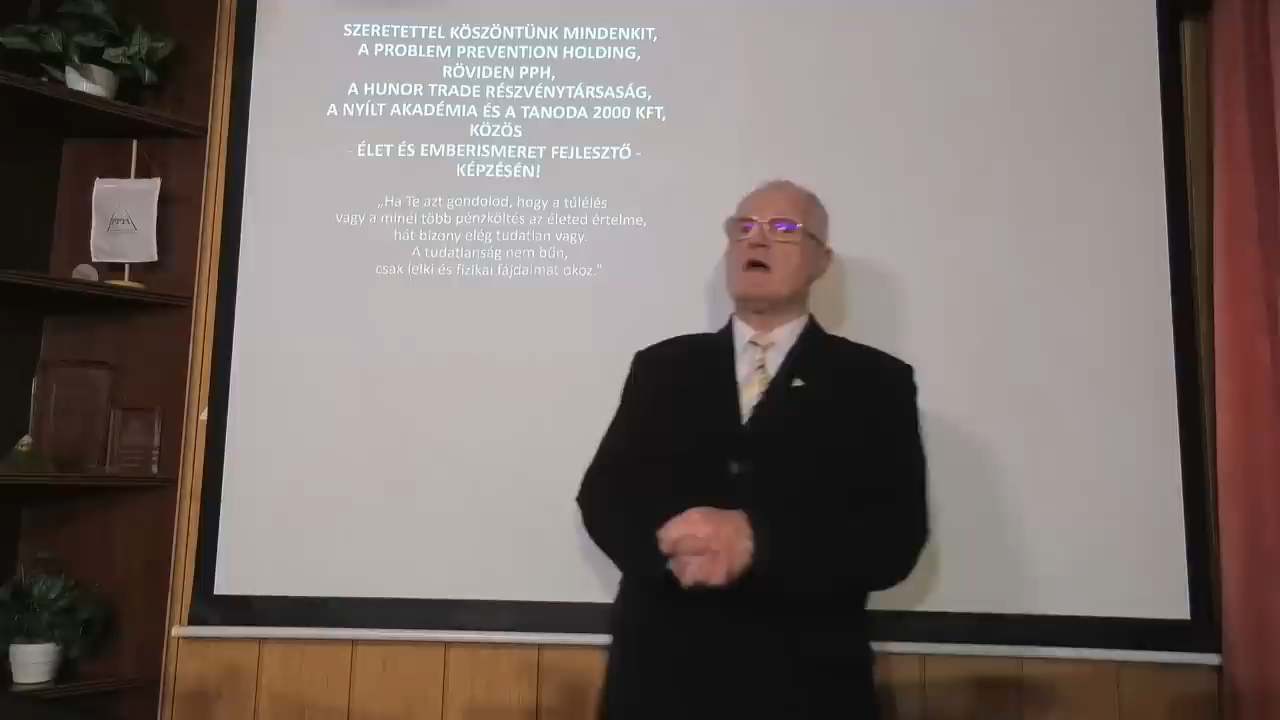 SZERETETTEL KÖSZÖNTÜNK MINDENKIT,
A PROBLEM PREVENTION HOLDING,
RÖVIDEN PPH,
A HUNOR TRADE RÉSZVÉNYTÁRSASÁG,
A NYÍLT AKADÉMIA ÉS A TANODA 2000 KFT,
KÖZÖS
- ÉLET ÉS EMBERISMERET FEJLESZTŐ -
KÉPZÉSÉN!
„Ha Te azt gondolod, hogy a túlélés
vagy a minél több pénzköltés az életed értelme,
hát bizony elég tudatlan vagy.
A tudatlanság nem bűn,
csak lelki és fizikai fájdalmat okoz.”